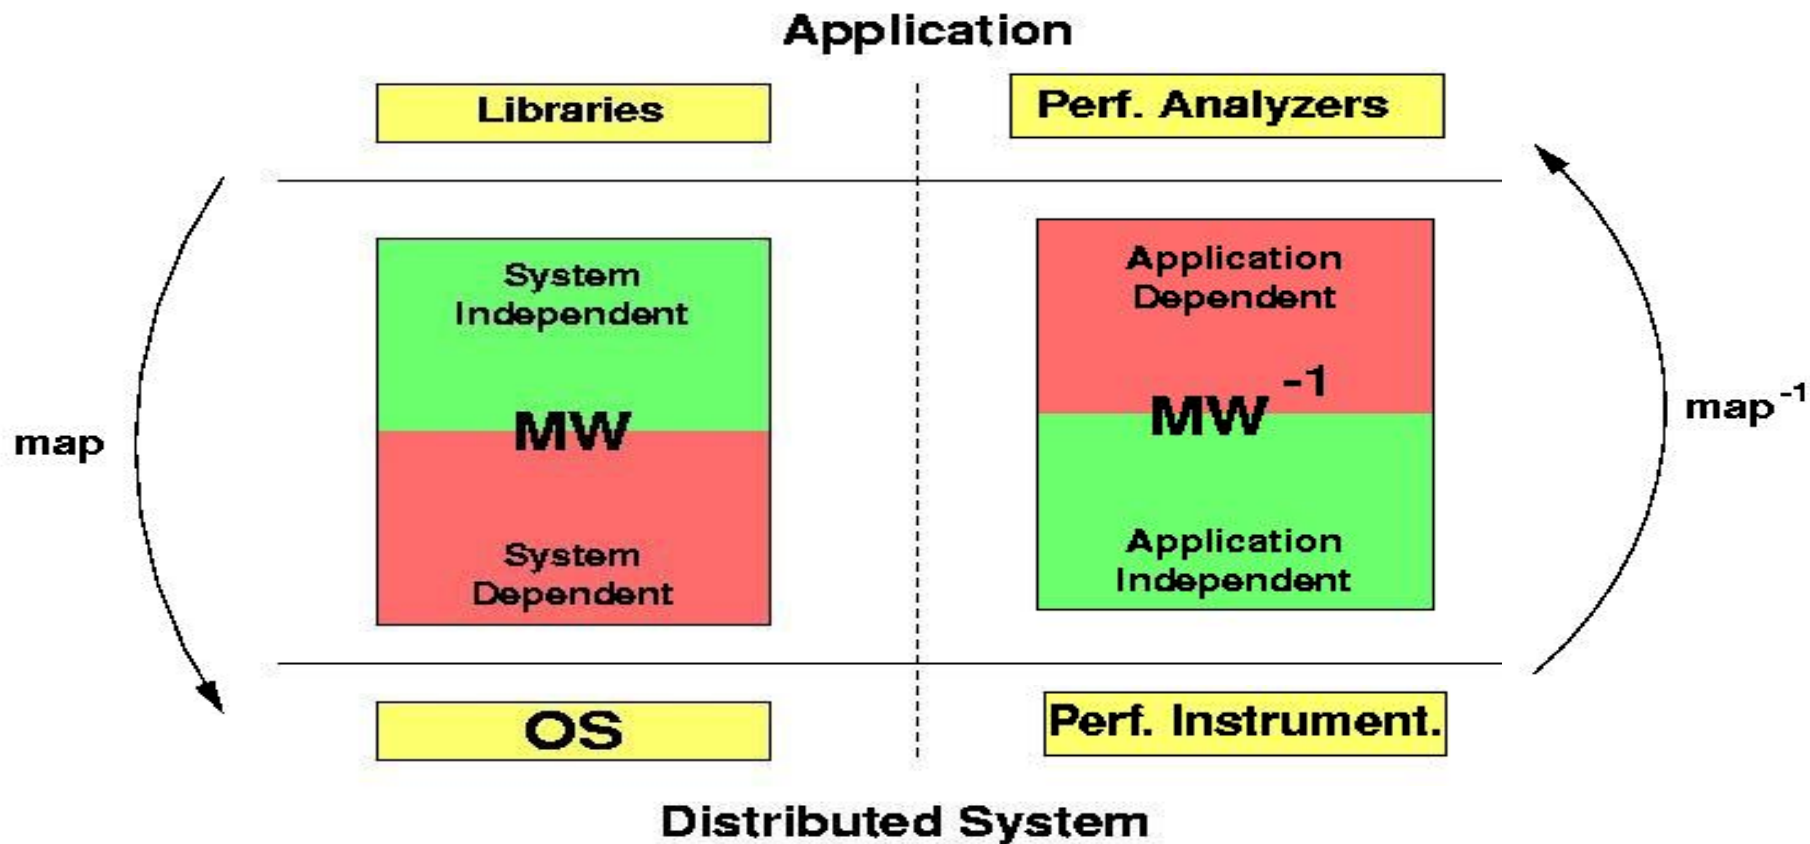 Application
Libraries
Perf. Analyzers
System
Independent
MW
System
Dependent
Application
Dependent
MW-1
Application
Independent
map
map-1
OS
Perf. Instrument.
Distributed System